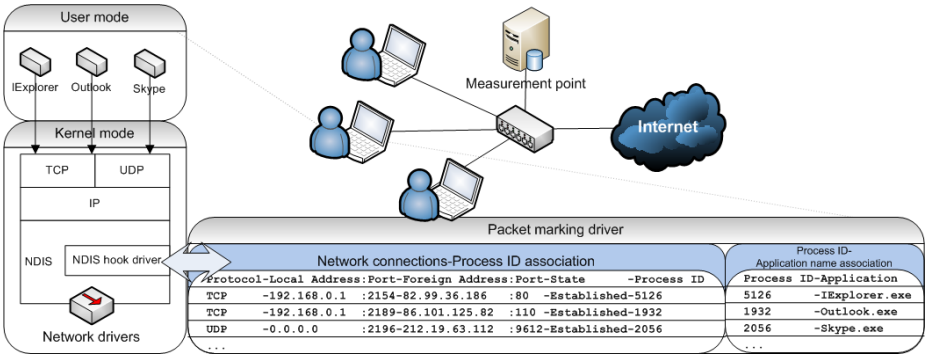 User mode
IExplorer Outlook Skype
Kernel mode
TCP UDP
IP
NDIS
NDIS hook driver
Network drivers
Measurement point
Internet
Packet marking driver
Network connections-Process ID association
Protocol-Local Address:Port-Foreign Address:Port-State -Process ID
TCP -192.168.0.1 :2154-82.99.36.186 :80 -Established-5126
TCP -192.168.0.1 :2189-86.101.125.82 :110 -Established-1932
UDP -0.0.0.0 :2196-212.19.63.112 :9612-Established-2056
...
Process ID-
Application name association
Process ID-Application
5126 -IExplorer.exe
1932 -Outlook.exe
2056 -Skype.exe
...